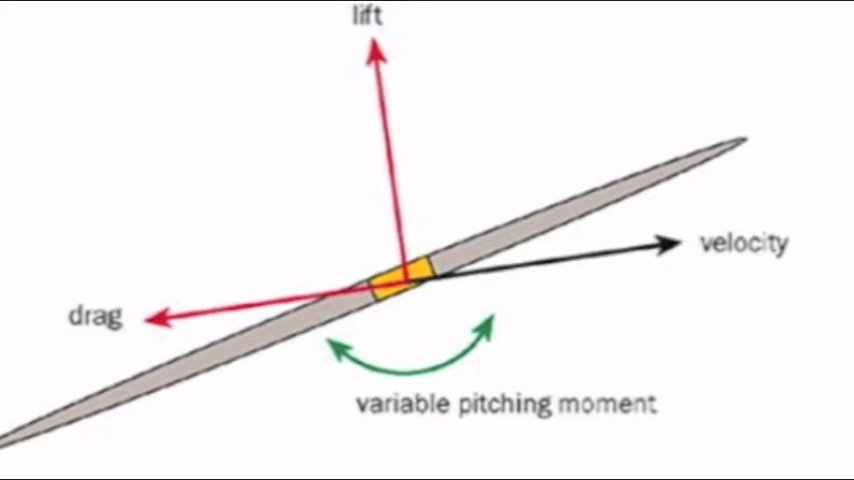 lift
velocity
drag
variable pitching moment